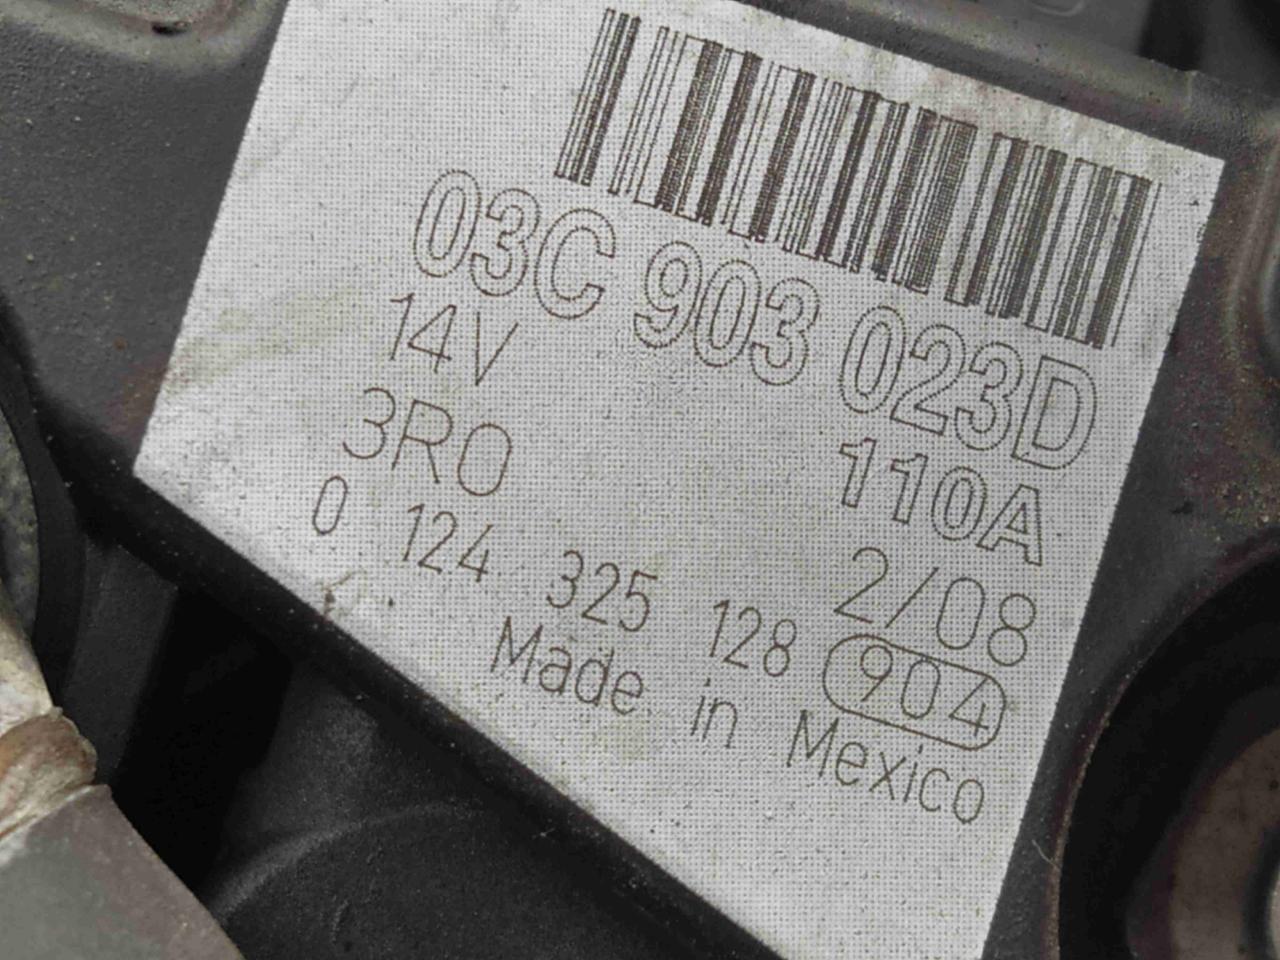 03C 903 023D
14V 110A
3R0 2/08
0 124 325 128 904
Made in Mexico